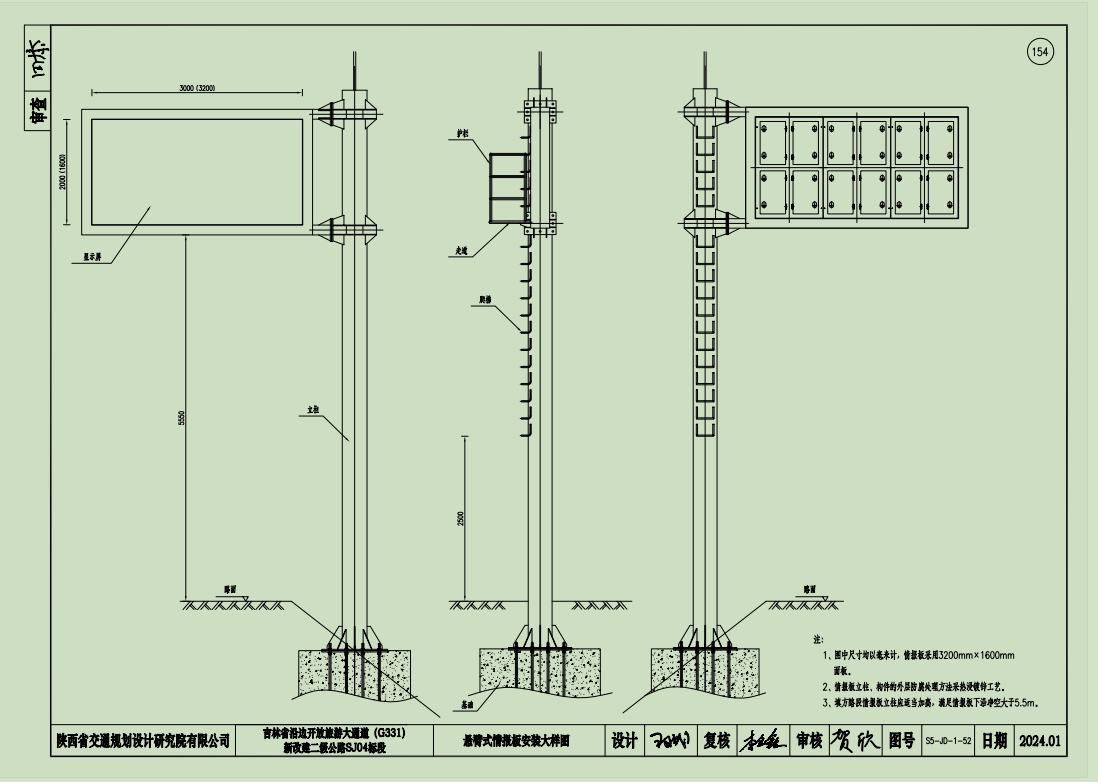 154
审查
3000 (3200)
2000 (1600)
显示屏
护栏
走道
爬梯
立柱
5550
2500
路面
路面
基础
注:
1、图中尺寸均以毫米计，情报板采用3200mm×1600mm
面板。
2、情报板立柱、构件的外层防腐处理方法采热浸镀锌工艺。
3、填方路段情报板立柱应适当加高，满足情报板下沿净空大于5.5m。
陕西省交通规划设计研究院有限公司
吉林省沿边开放旅游大通道（G331）
新改建二级公路SJ04标段
悬臂式情报板安装大样图
设计
复核
审核
贺欣
图号
S5-JD-1-52
日期
2024.01